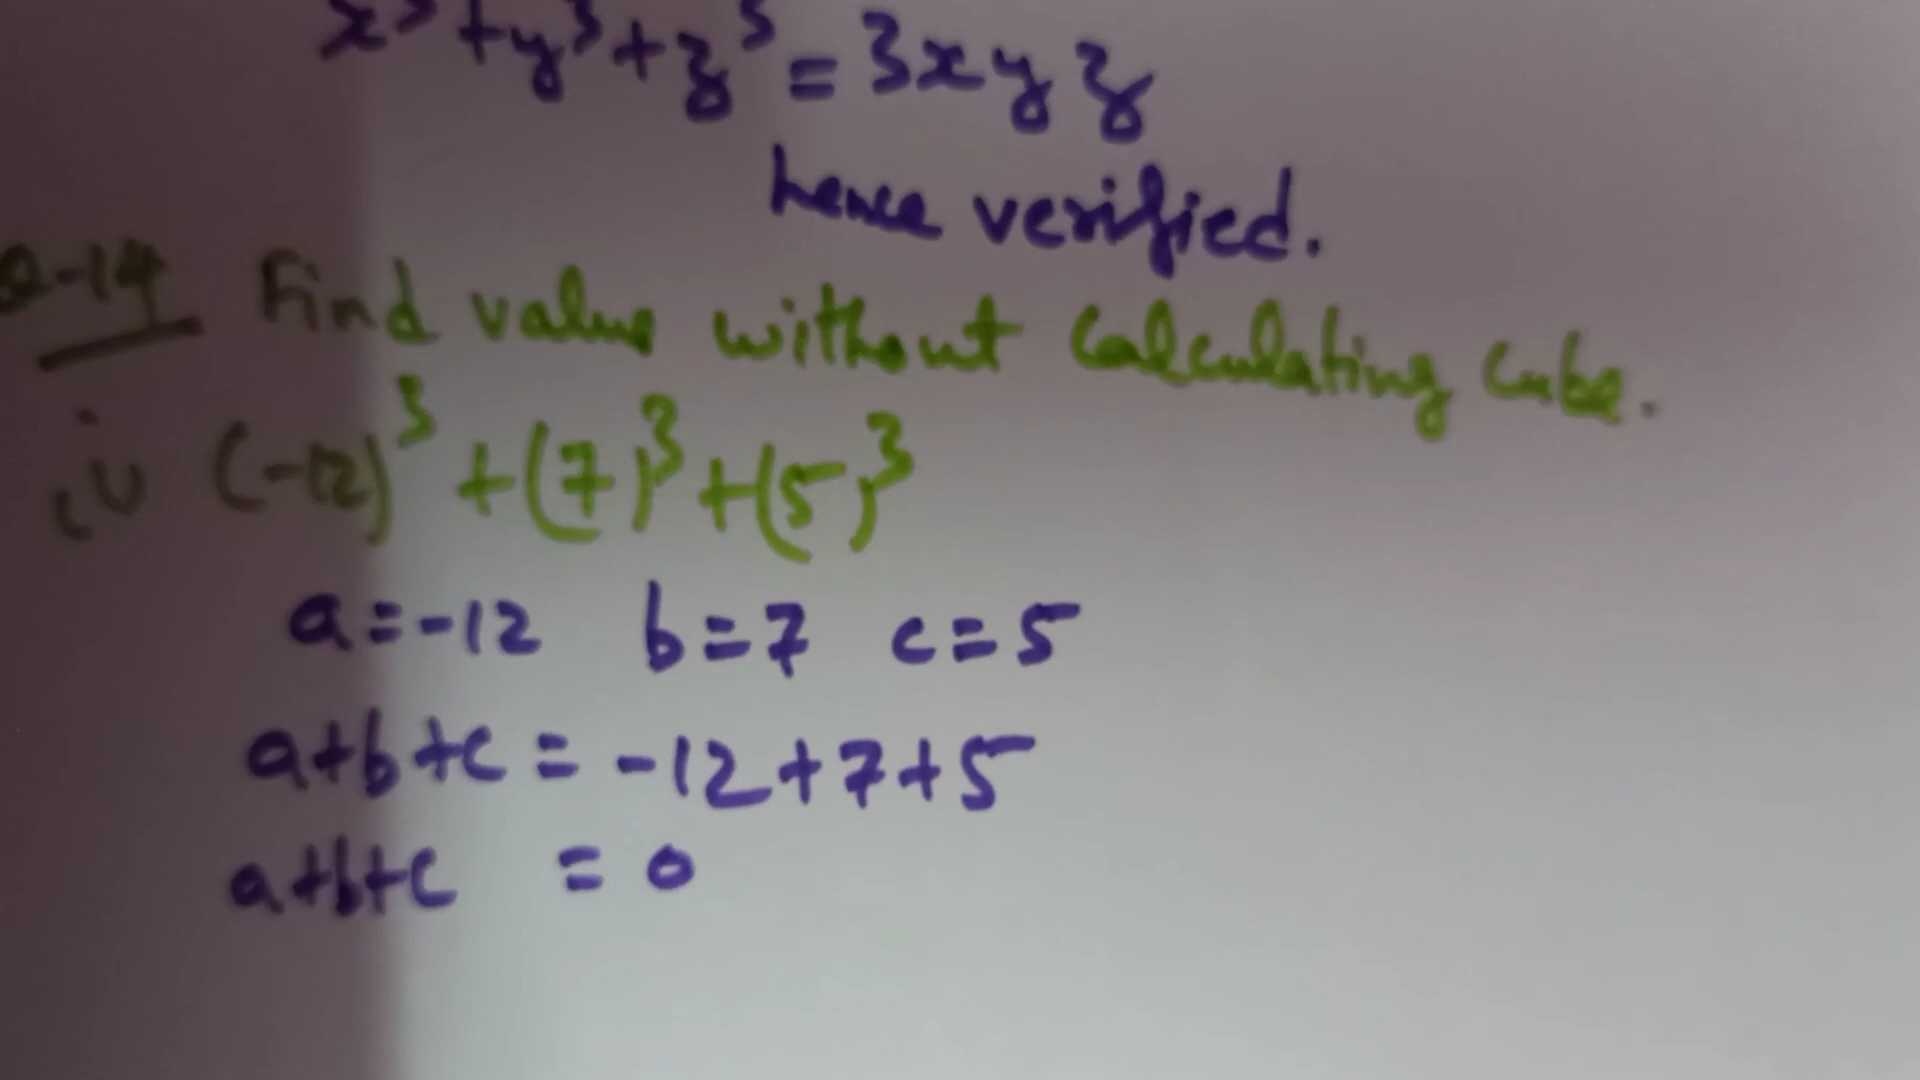 x³+y³+z³=3xyz
hence verified.
Q-14 Find value without calculating cube.
i) (-12)³+(7)³+(5)³
a=-12 b=7 c=5
a+b+c = -12+7+5
a+b+c = 0